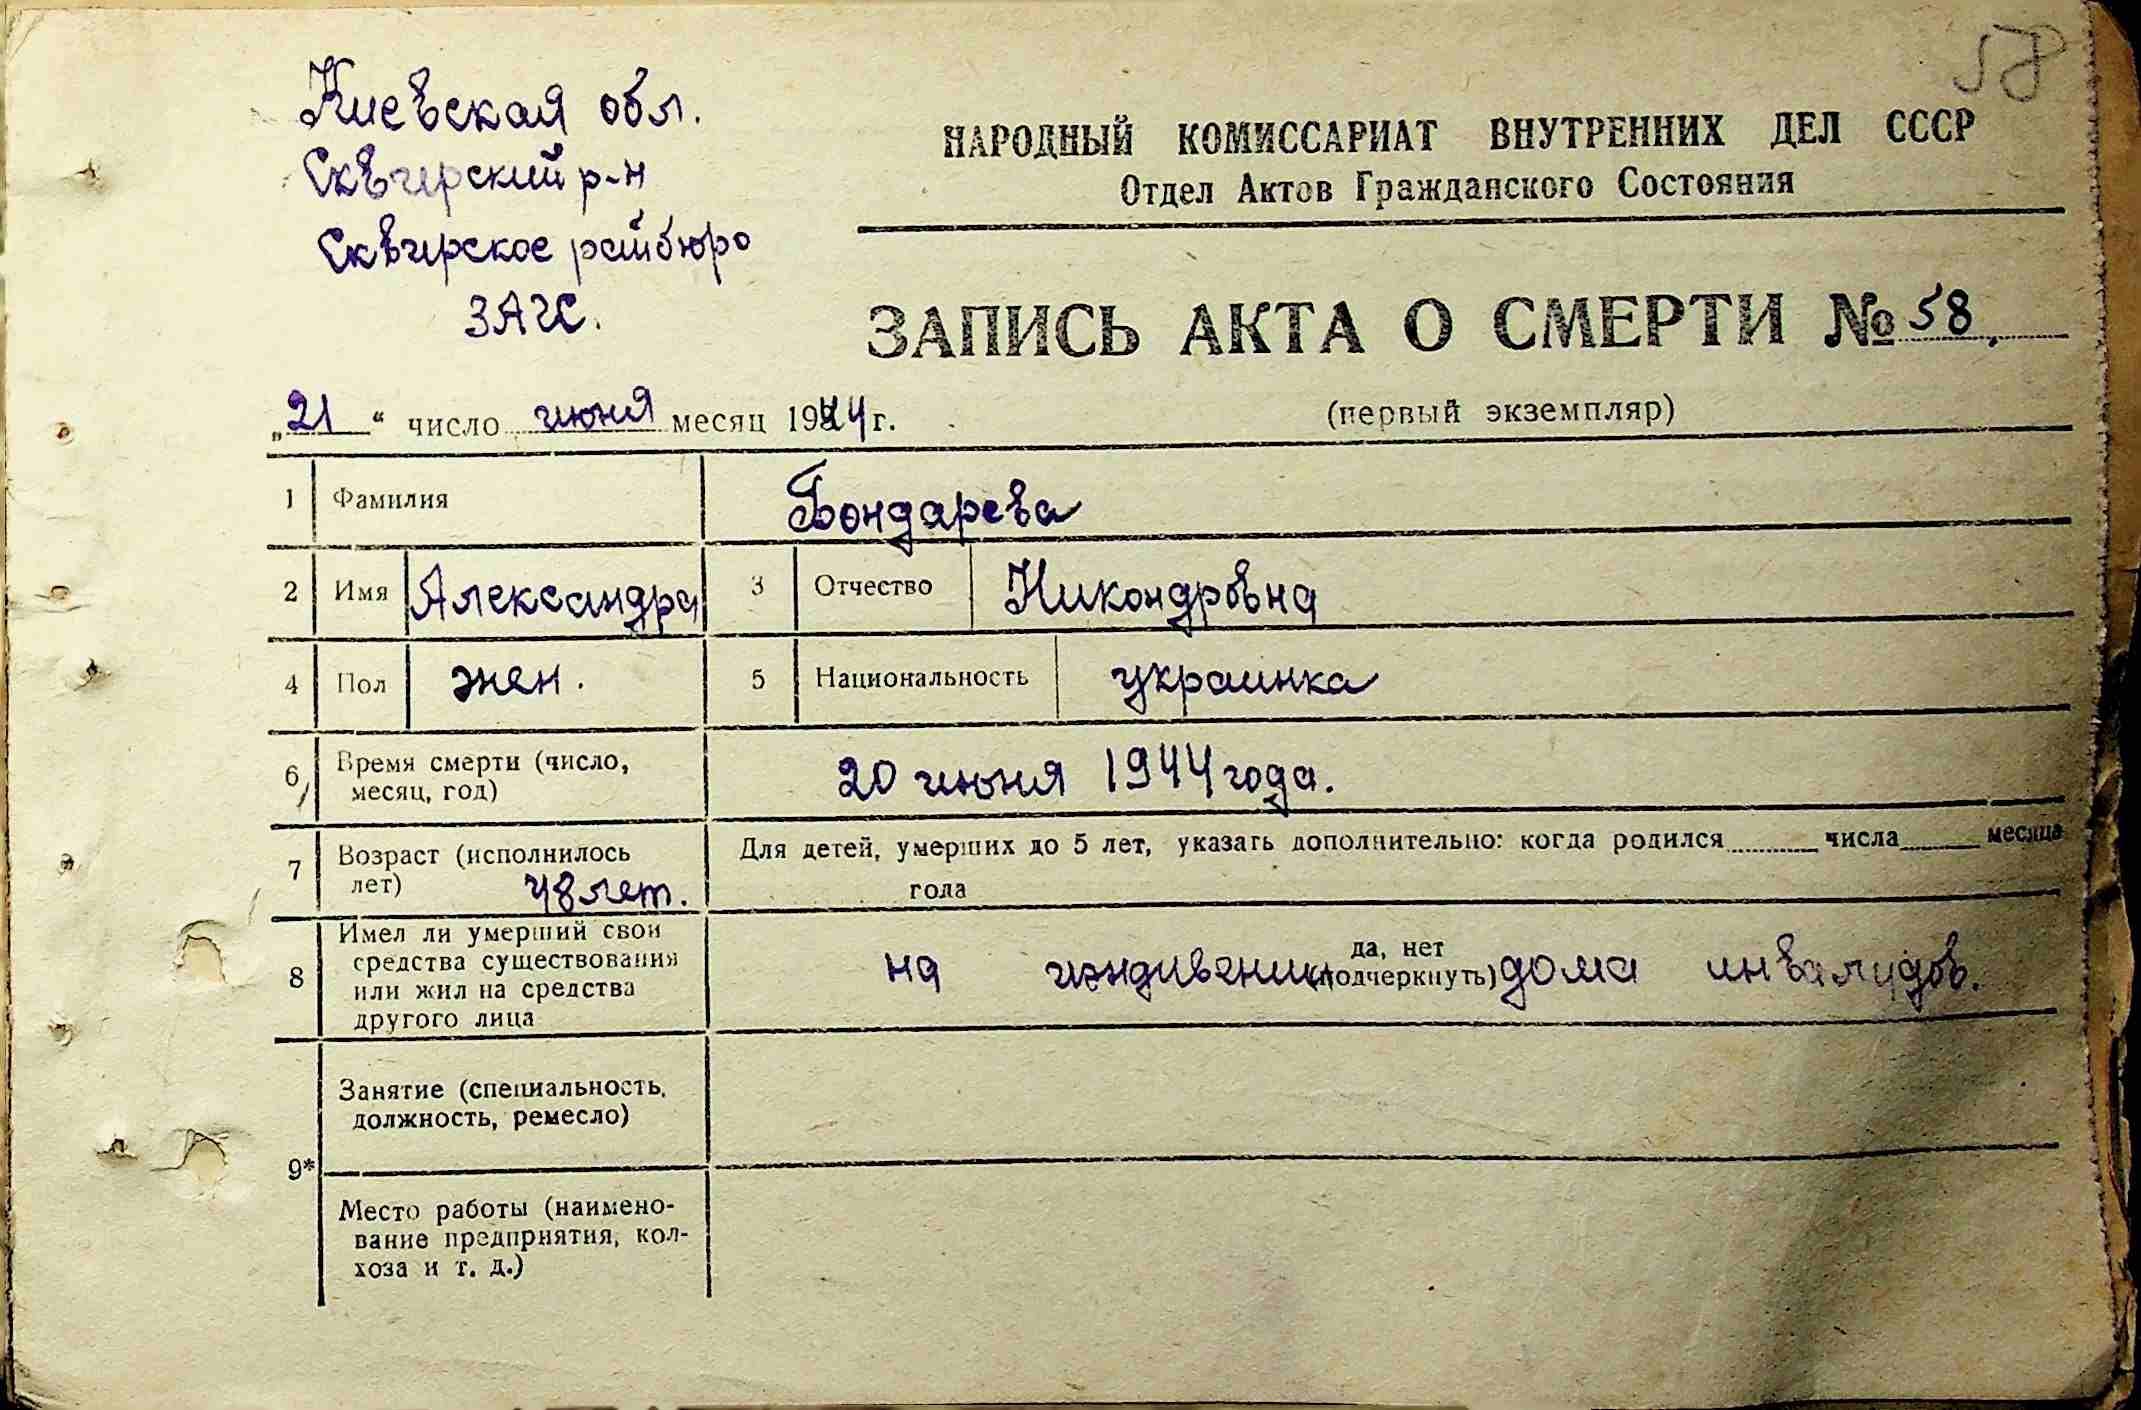 58
Киевская обл.
Сквирский р-н
Сквирское райбюро
ЗАГС.
НАРОДНЫЙ КОМИССАРИАТ ВНУТРЕННИХ ДЕЛ СССР
Отдел Актов Гражданского Состояния
ЗАПИСЬ АКТА О СМЕРТИ № 58
„21“ число июня месяц 1944 г.
(первый экземпляр)
1 Фамилия Бондарева
2 Имя Александра 3 Отчество Никондровна
4 Пол жен. 5 Национальность украинка
6 Время смерти (число,
месяц, год)
20 июня 1944 года.
7 Возраст (исполнилось
лет) 48 лет.
Для детей, умерших до 5 лет, указать дополнительно: когда родился числа месяца
года
8 Имел ли умерший свои
средства существования
или жил на средства
другого лица
да, нет
(подчеркнуть)
на иждивении дома инвалидов.
9*
Занятие (специальность,
должность, ремесло)
Место работы (наимено-
вание предприятия, кол-
хоза и т. д.)